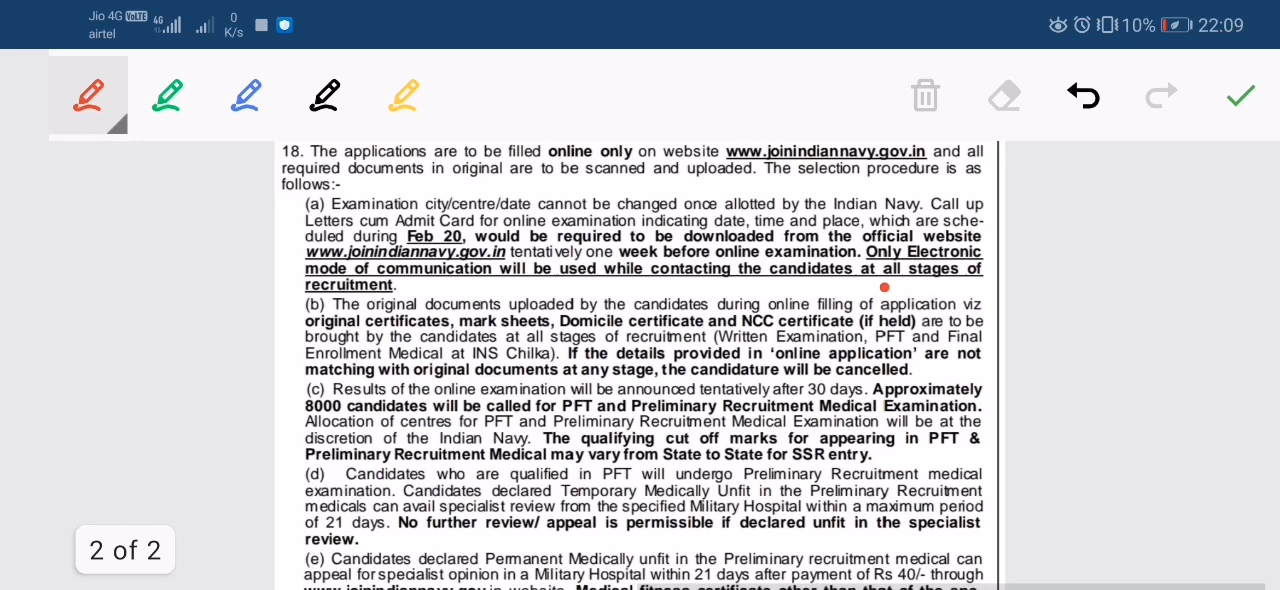 Jio 4G VoLTE 4G 0 10% 22:09
airtel K/s
18. The applications are to be filled online only on website www.joinindiannavy.gov.in and all
required documents in original are to be scanned and uploaded. The selection procedure is as
follows:-
(a) Examination city/centre/date cannot be changed once allotted by the Indian Navy. Call up
Letters cum Admit Card for online examination indicating date, time and place, which are sche-
duled during Feb 20, would be required to be downloaded from the official website
www.joinindiannavy.gov.in tentatively one week before online examination. Only Electronic
mode of communication will be used while contacting the candidates at all stages of
recruitment.
(b) The original documents uploaded by the candidates during online filling of application viz
original certificates, mark sheets, Domicile certificate and NCC certificate (if held) are to be
brought by the candidates at all stages of recruitment (Written Examination, PFT and Final
Enrollment Medical at INS Chilka). If the details provided in ‘online application’ are not
matching with original documents at any stage, the candidature will be cancelled.
(c) Results of the online examination will be announced tentatively after 30 days. Approximately
8000 candidates will be called for PFT and Preliminary Recruitment Medical Examination.
Allocation of centres for PFT and Preliminary Recruitment Medical Examination will be at the
discretion of the Indian Navy. The qualifying cut off marks for appearing in PFT &
Preliminary Recruitment Medical may vary from State to State for SSR entry.
(d) Candidates who are qualified in PFT will undergo Preliminary Recruitment medical
examination. Candidates declared Temporary Medically Unfit in the Preliminary Recruitment
medicals can avail specialist review from the specified Military Hospital within a maximum period
of 21 days. No further review/ appeal is permissible if declared unfit in the specialist
review.
(e) Candidates declared Permanent Medically unfit in the Preliminary recruitment medical can
appeal for specialist opinion in a Military Hospital within 21 days after payment of Rs 40/- through
www.joinindiannavy.gov.in website. Medical fitness certificate other than that of the spe-
2 of 2